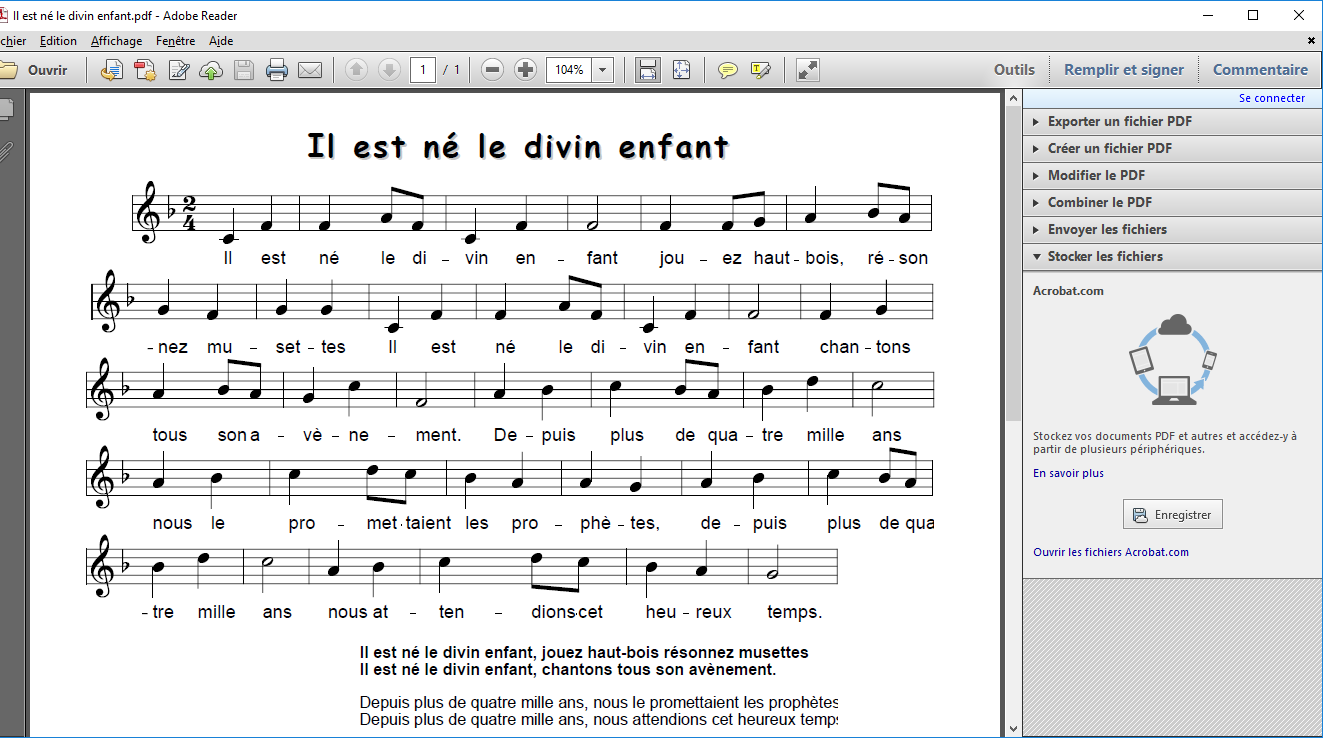 Il est né le divin enfant.pdf - Adobe Reader
chier Edition Affichage Fenêtre Aide
Ouvrir 1 / 1 104% Outils Remplir et signer Commentaire
Se connecter
Exporter un fichier PDF
Créer un fichier PDF
Modifier le PDF
Combiner le PDF
Envoyer les fichiers
Stocker les fichiers
Acrobat.com
Stockez vos documents PDF et autres et accédez-y à
partir de plusieurs périphériques.
En savoir plus
Enregistrer
Ouvrir les fichiers Acrobat.com
Il est né le divin enfant
2
4
Il est né le di - vin en - fant jou - ez haut - bois, ré - son
- nez mu - set - tes Il est né le di - vin en - fant chan - tons
tous son a - vè - ne - ment. De - puis plus de qua - tre mille ans
nous le pro - met - taient les pro - phè - tes, de - puis plus de qua
- tre mille ans nous at - ten - dions cet heu - reux temps.
Il est né le divin enfant, jouez haut-bois résonnez musettes
Il est né le divin enfant, chantons tous son avènement.
Depuis plus de quatre mille ans, nous le promettaient les prophètes
Depuis plus de quatre mille ans, nous attendions cet heureux temps